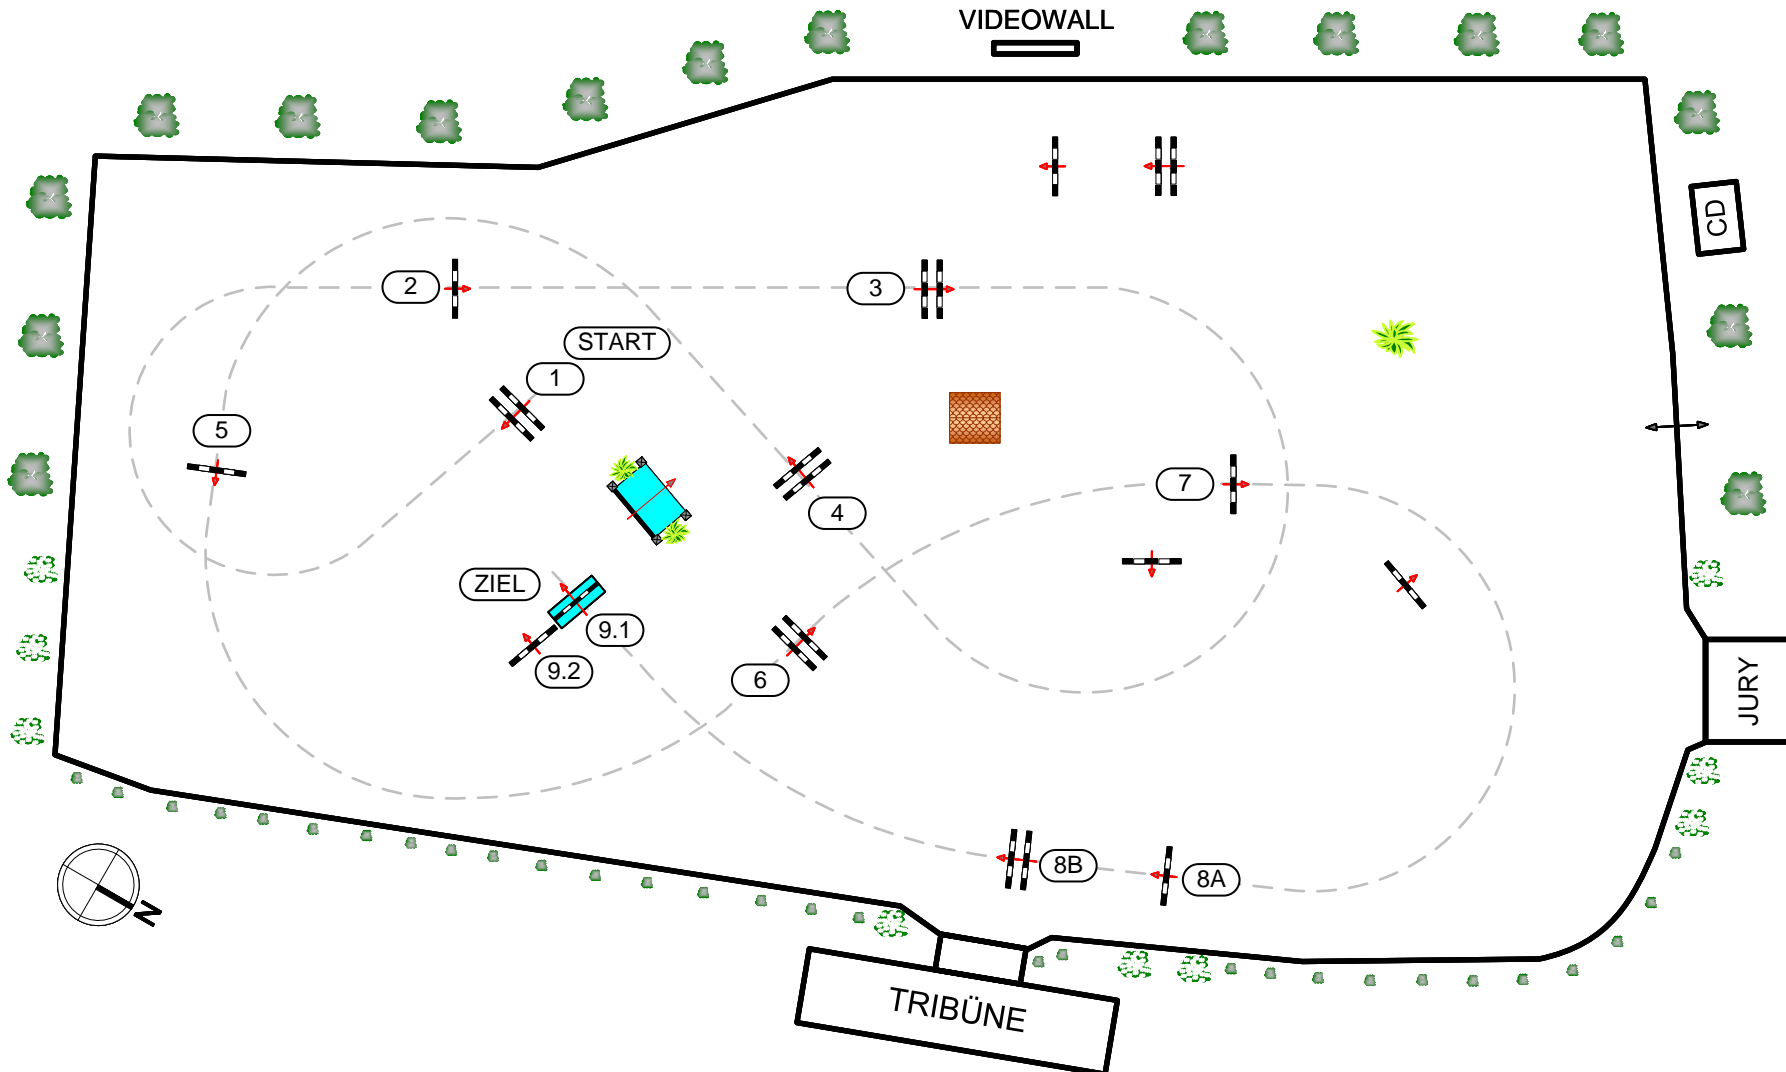 VIDEOWALL
CD
2
3
START
1
5
7
4
ZIEL
9.1
9.2
6
JURY
8B
8A
N
TRIBÜNE